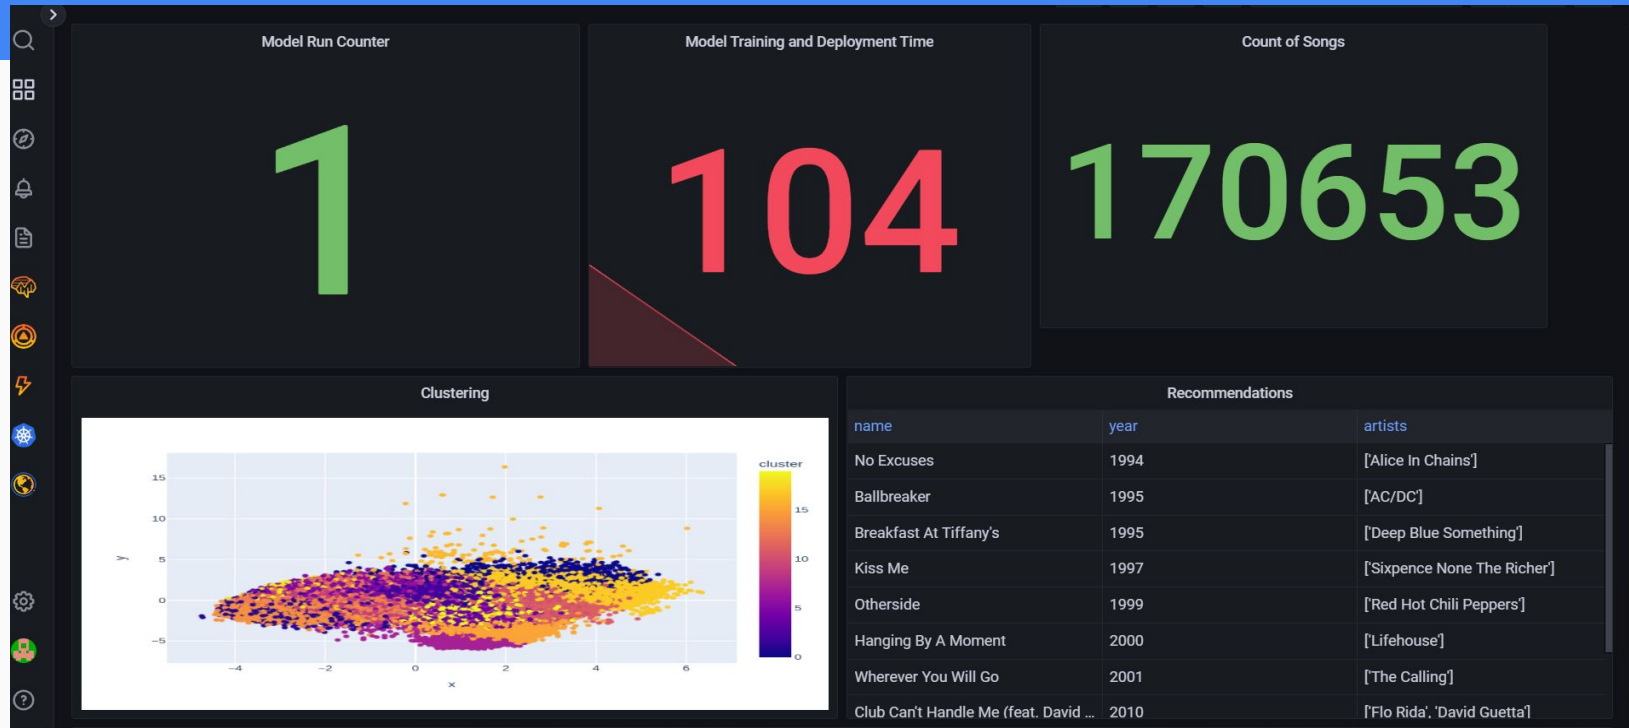 Model Run Counter
1
Model Training and Deployment Time
104
Count of Songs
170653
Clustering
15
10
5
0
−5
y
−4
−2
0
2
4
6
x
cluster
15
10
5
0
Recommendations
name year artists
No Excuses 1994 ['Alice In Chains']
Ballbreaker 1995 ['AC/DC']
Breakfast At Tiffany's 1995 ['Deep Blue Something']
Kiss Me 1997 ['Sixpence None The Richer']
Otherside 1999 ['Red Hot Chili Peppers']
Hanging By A Moment 2000 ['Lifehouse']
Wherever You Will Go 2001 ['The Calling']
Club Can't Handle Me (feat. David ... 2010 ['Flo Rida', 'David Guetta']